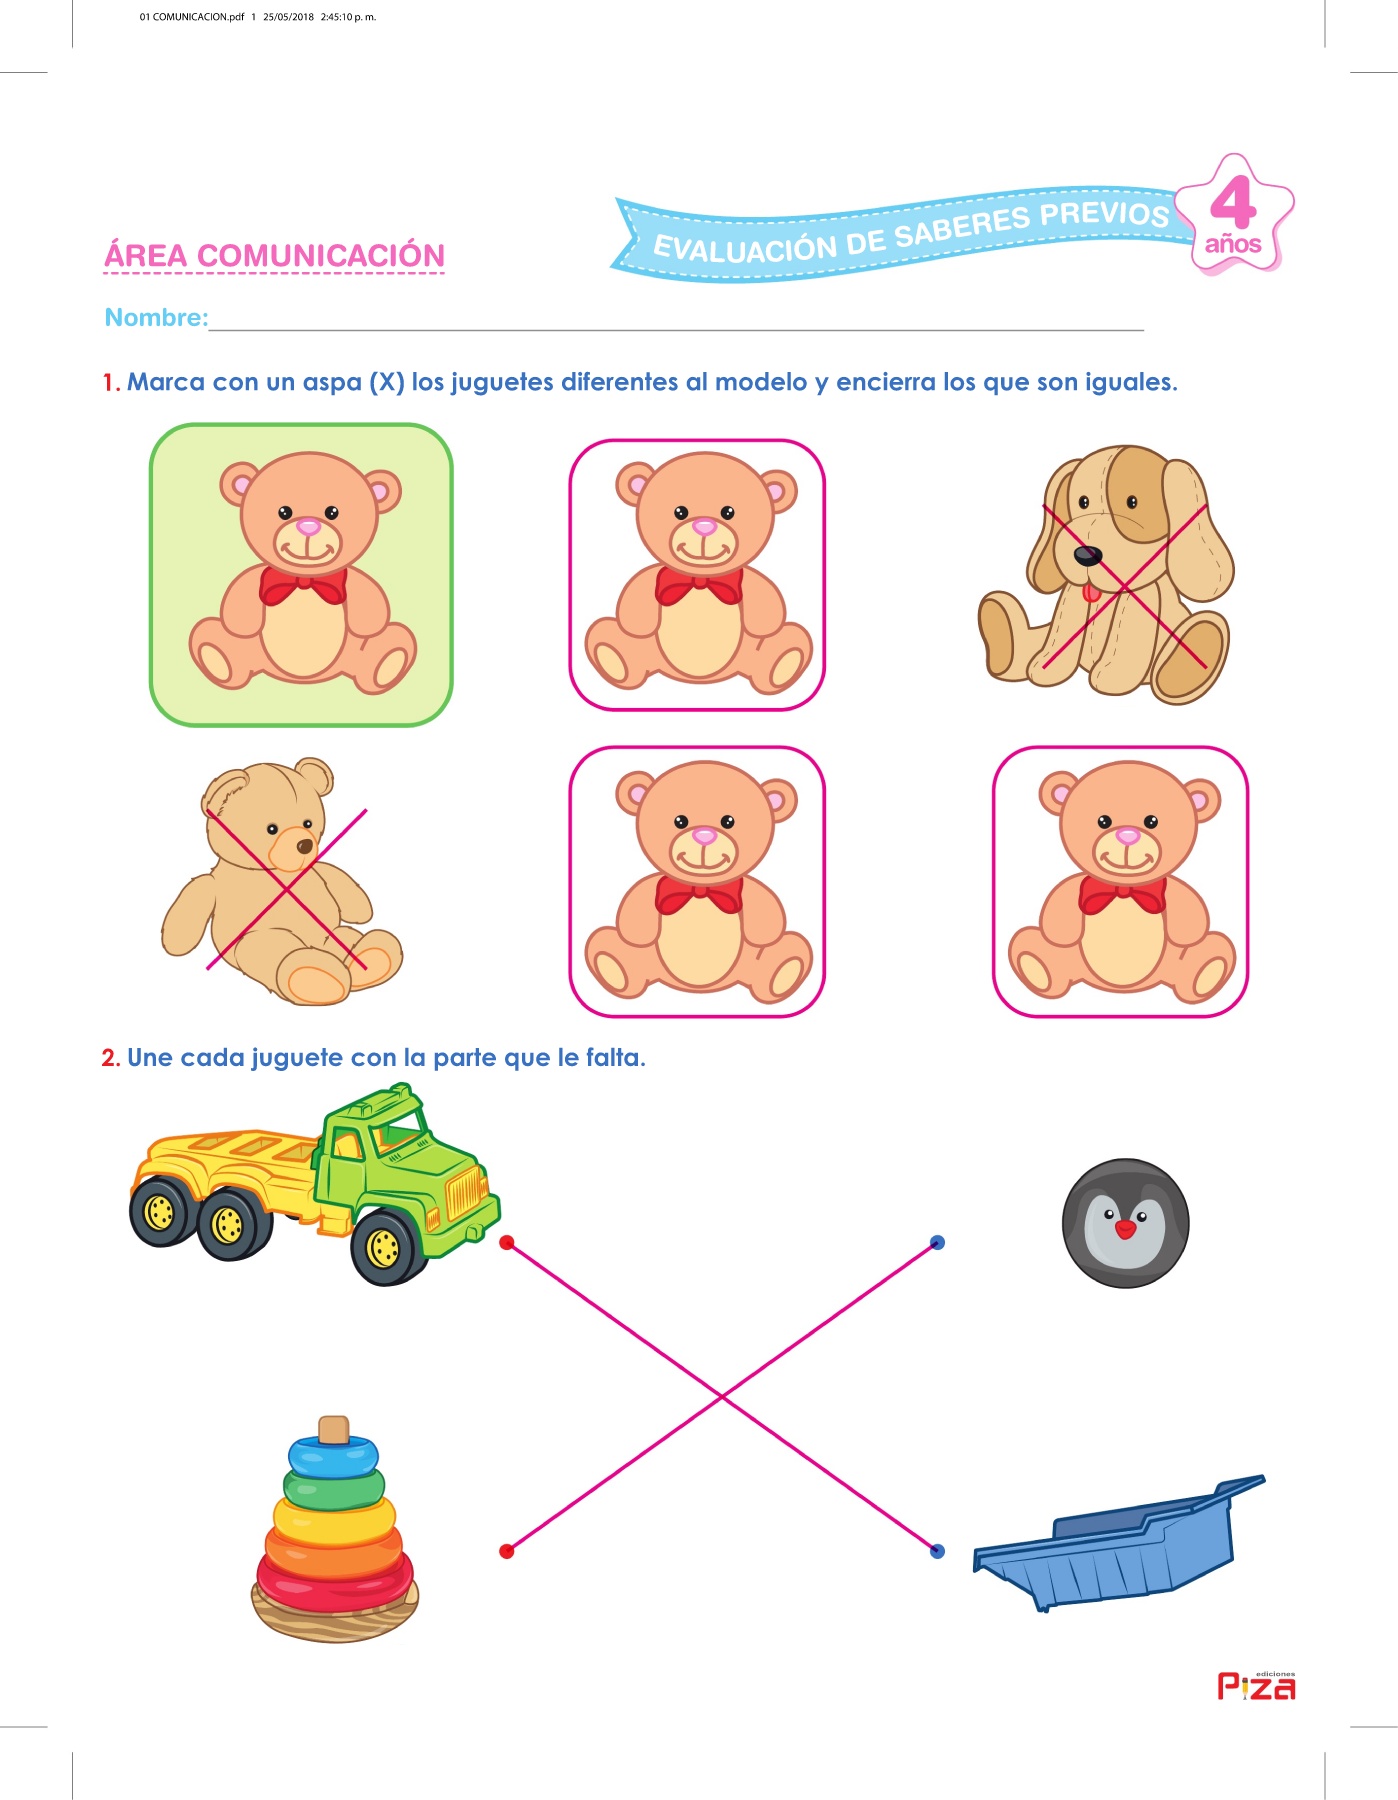 01 COMUNICACION.pdf 1 25/05/2018 2:45:10 p. m.
EVALUACIÓN DE SABERES PREVIOS
4
años
ÁREA COMUNICACIÓN
Nombre:
1. Marca con un aspa (X) los juguetes diferentes al modelo y encierra los que son iguales.
2. Une cada juguete con la parte que le falta.
ediciones
Piza